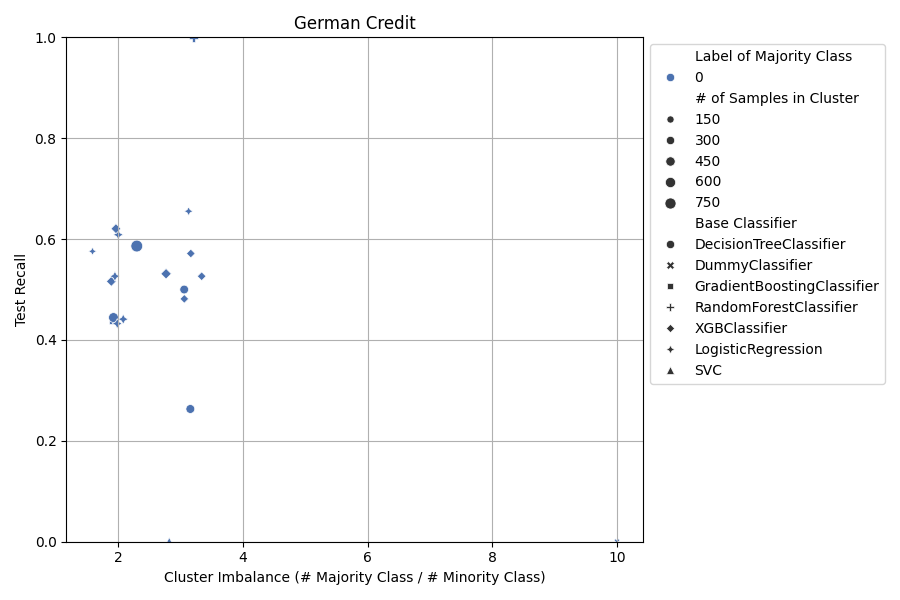 German Credit
1.0
0.8
0.6
0.4
0.2
0.0
Test Recall
2 4 6 8 10
Cluster Imbalance (# Majority Class / # Minority Class)
Label of Majority Class
0
# of Samples in Cluster
150
300
450
600
750
Base Classifier
DecisionTreeClassifier
DummyClassifier
GradientBoostingClassifier
RandomForestClassifier
XGBClassifier
LogisticRegression
SVC